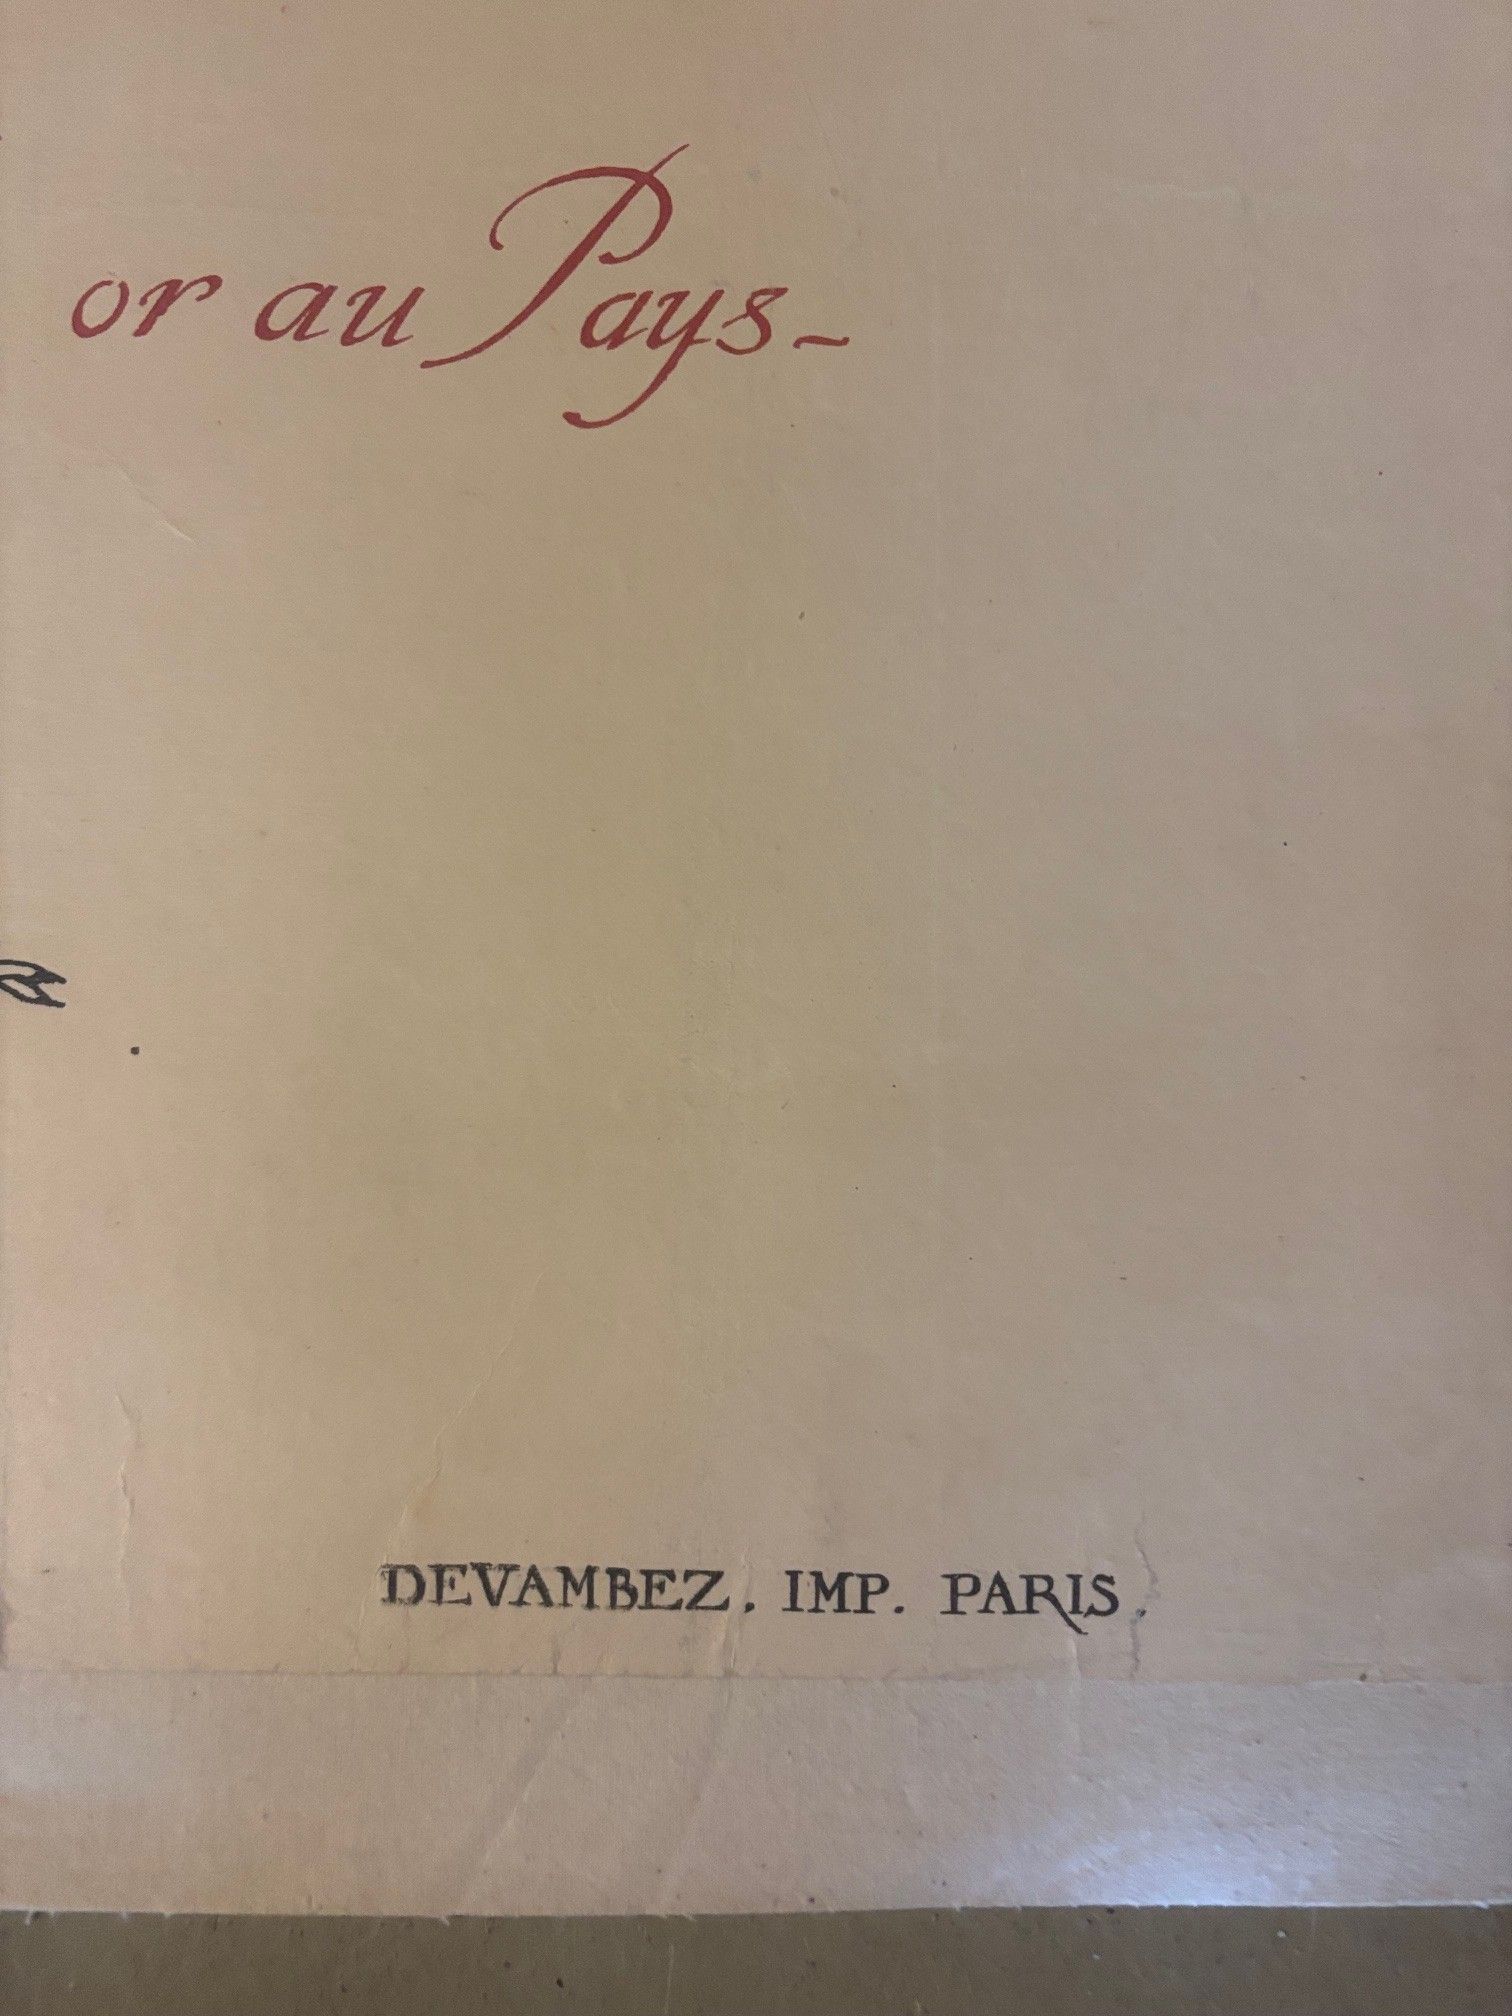 or au Pays-
DEVAMBEZ. IMP. PARIS.